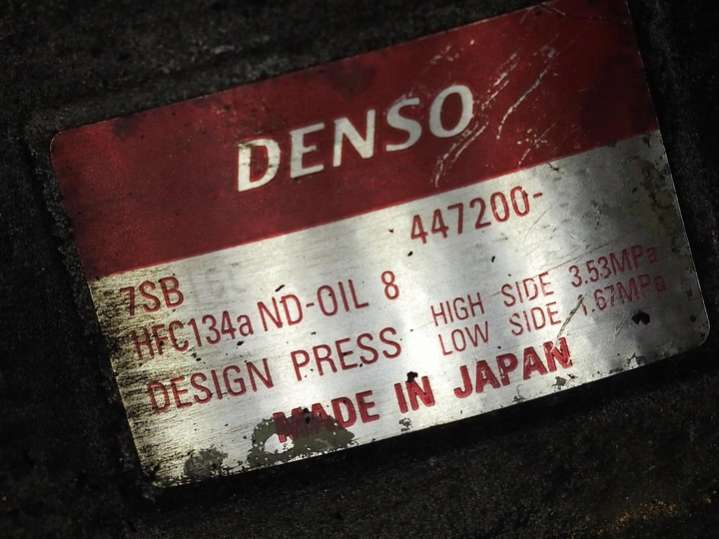 DENSO
447200-
7SB
HFC134a ND-OIL 8
DESIGN PRESS HIGH SIDE 3.53MPa
LOW SIDE 1.67MPa
MADE IN JAPAN